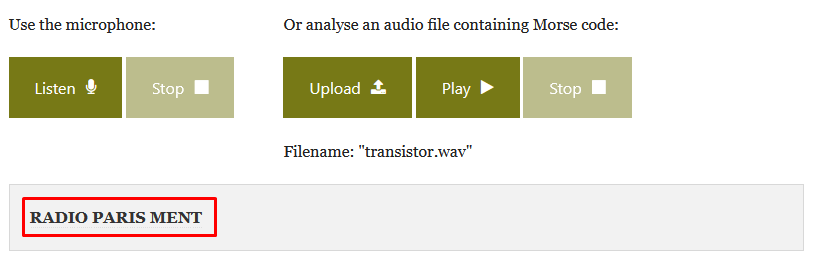 Use the microphone: Or analyse an audio file containing Morse code:
Listen Stop Upload Play Stop
Filename: "transistor.wav"
RADIO PARIS MENT